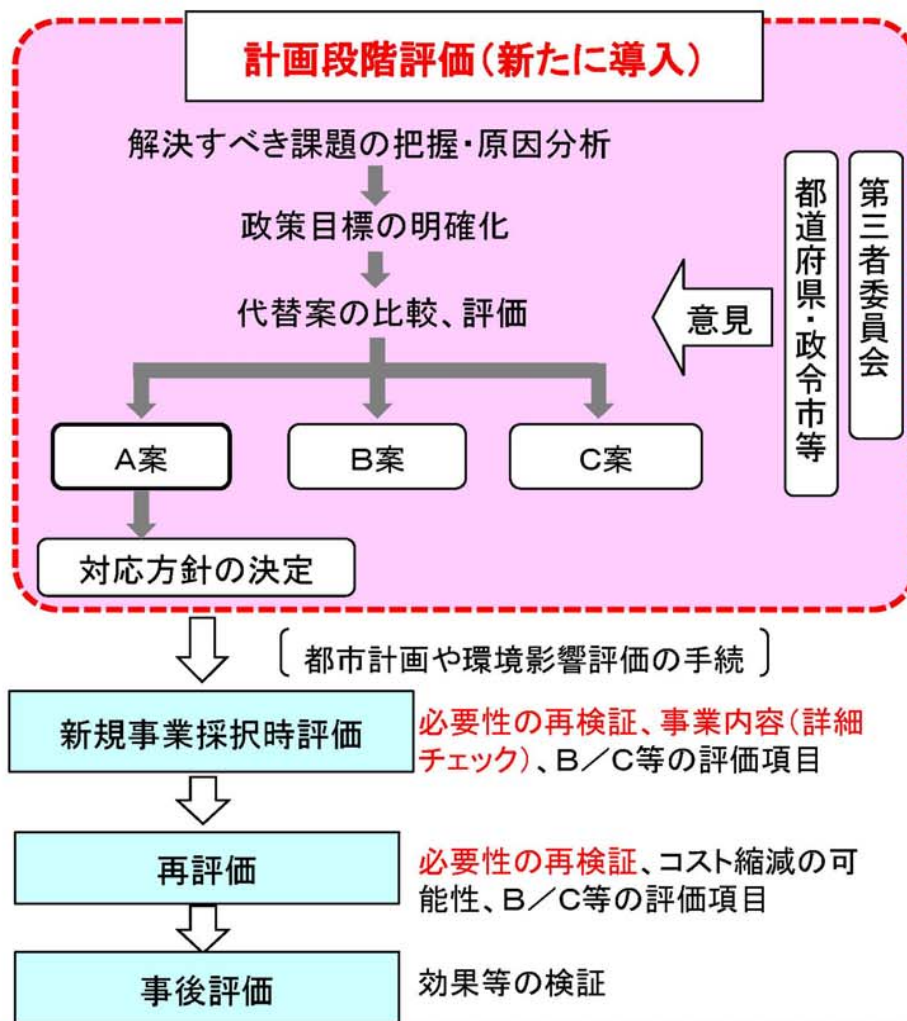 計画段階評価(新たに導入)
解決すべき課題の把握・原因分析
政策目標の明確化
代替案の比較、評価
意見
都道府県・政令市等
第三者委員会
A案
B案
C案
対応方針の決定
〔都市計画や環境影響評価の手続〕
新規事業採択時評価
必要性の再検証、事業内容(詳細
チェック)、B/C等の評価項目
再評価
必要性の再検証、コスト縮減の可
能性、B/C等の評価項目
事後評価
効果等の検証